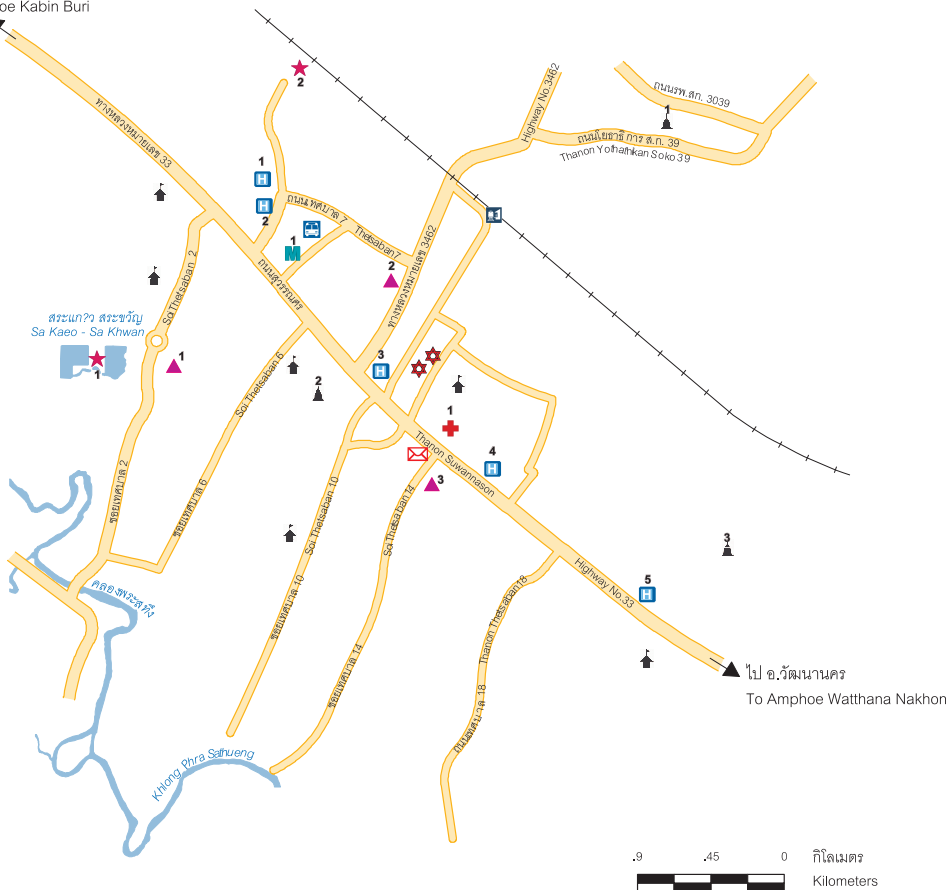 oe Kabin Buri
2
ทางหลวงหมายเลข 33
Highway No.3462
ถนนรพ.สก. 3039
1
ถนนโยธาธิการ ส.ก. 39
Thanon Yothathikan Soko 39
1
H
H
2
ถนนเทศบาล 7
Thetsaban 7
1
M
2
ทางหลวงหมายเลข 3462
ถนนสุวรรณศร
Soi Thetsaban 2
สระแก?ว สระขวัญ
Sa Kaeo - Sa Khwan
1
1
Soi Thetsaban 6
2
3
H
1
Thanon Suwannason
4
H
3
ซอยเทศบาล 2
ซอยเทศบาล 6
Soi Thetsaban 10
Soi Thetsaban 14
3
Highway No.33
5
H
คลองพระสทึง
ซอยเทศบาล 10
ซอยเทศบาล 14
Thanon Thetsaban 18
ถนนเทศบาล 18
ไป อ.วัฒนานคร
To Amphoe Watthana Nakhon
Khlong Phra Sathueng
.9 .45 0 กิโลเมตร
Kilometers